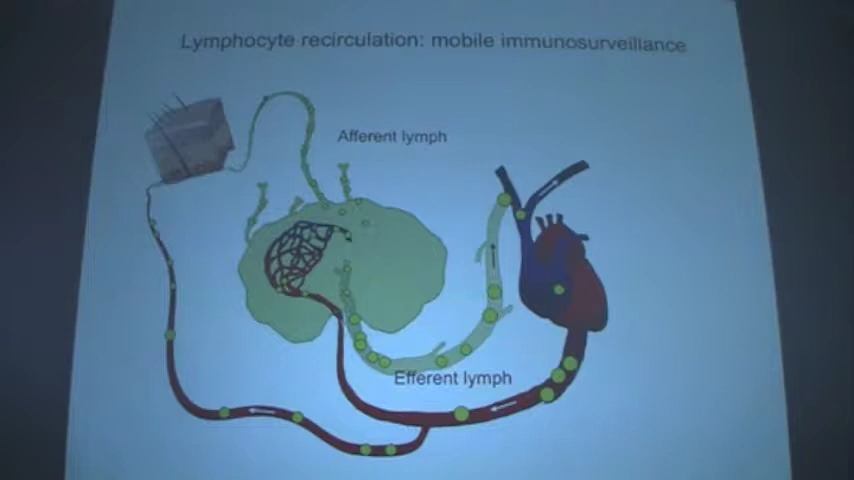 Lymphocyte recirculation: mobile immunosurveillance
Afferent lymph
Efferent lymph